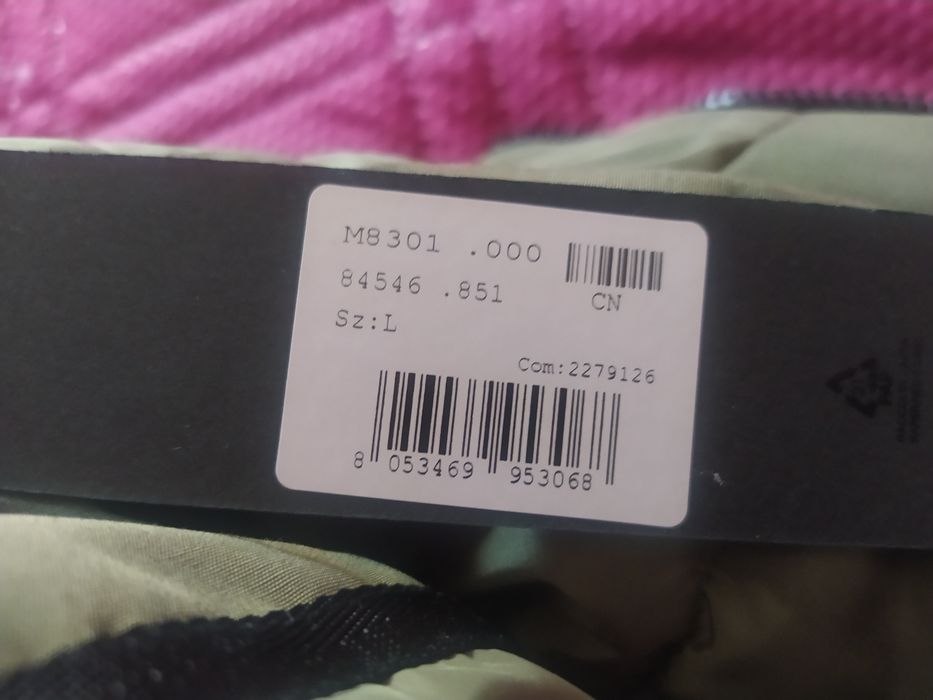 M8301 .000
84546 .851
CN
Sz:L
Com:2279126
8 053469 953068